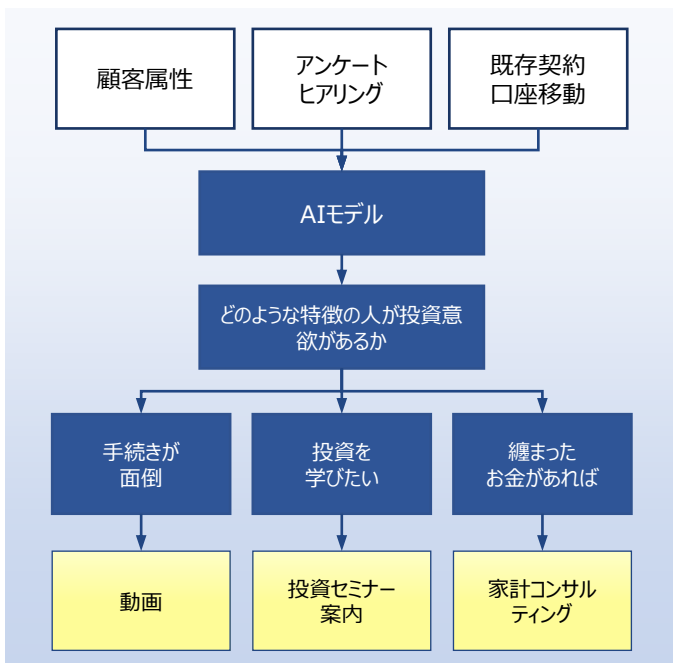 顧客属性
アンケート
ヒアリング
既存契約
口座移動
AIモデル
どのような特徴の人が投資意
欲があるか
手続きが
面倒
投資を
学びたい
纏まった
お金があれば
動画
投資セミナー
案内
家計コンサル
ティング